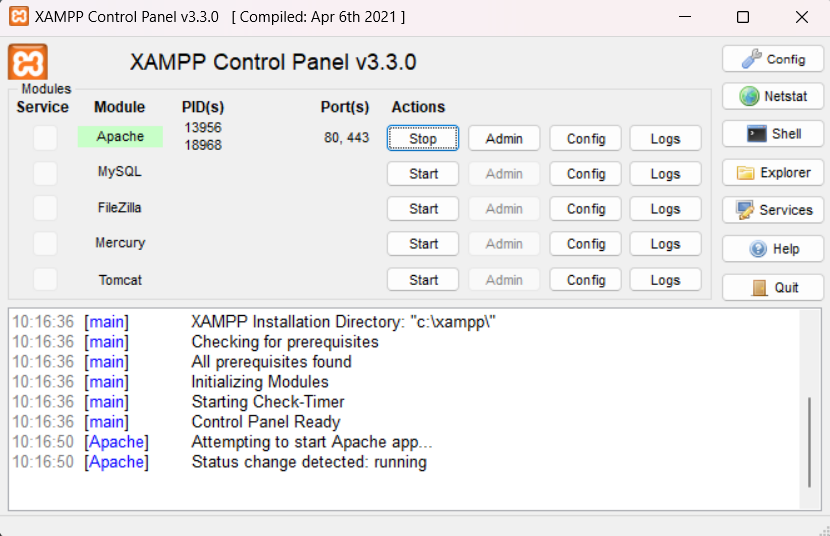 XAMPP Control Panel v3.3.0 [ Compiled: Apr 6th 2021 ]
XAMPP Control Panel v3.3.0
Config
Modules
Netstat
Service Module PID(s) Port(s) Actions
Apache 13956 18968 80, 443 Stop Admin Config Logs
Shell
MySQL Start Admin Config Logs
Explorer
FileZilla Start Admin Config Logs
Services
Mercury Start Admin Config Logs
Help
Tomcat Start Admin Config Logs
Quit
10:16:36 [main] XAMPP Installation Directory: "c:\xampp\"
10:16:36 [main] Checking for prerequisites
10:16:36 [main] All prerequisites found
10:16:36 [main] Initializing Modules
10:16:36 [main] Starting Check-Timer
10:16:36 [main] Control Panel Ready
10:16:50 [Apache] Attempting to start Apache app...
10:16:50 [Apache] Status change detected: running